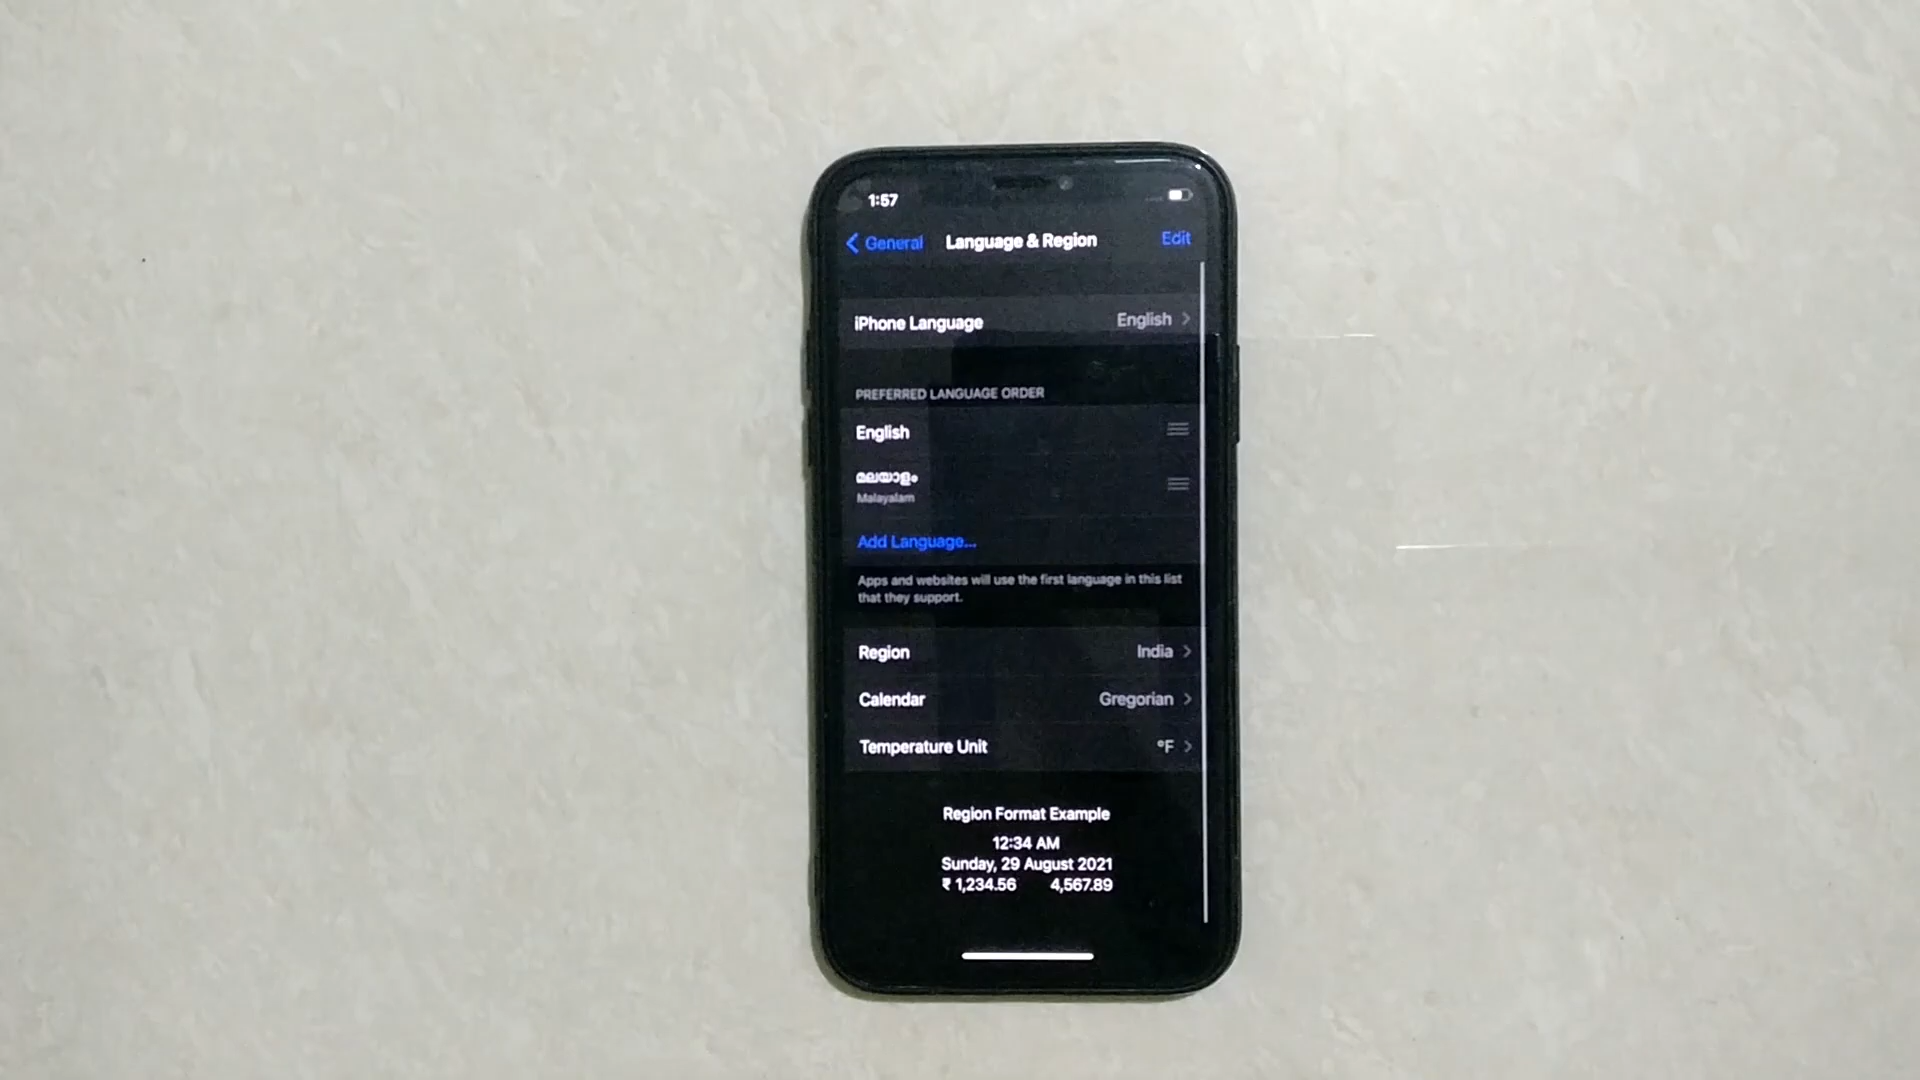 1:57
General Language & Region Edit
iPhone Language English
PREFERRED LANGUAGE ORDER
English
മലയാളം
Malayalam
Add Language...
Apps and websites will use the first language in this list
that they support.
Region India
Calendar Gregorian
Temperature Unit °F
Region Format Example
12:34 AM
Sunday, 29 August 2021
₹ 1,234.56 4,567.89